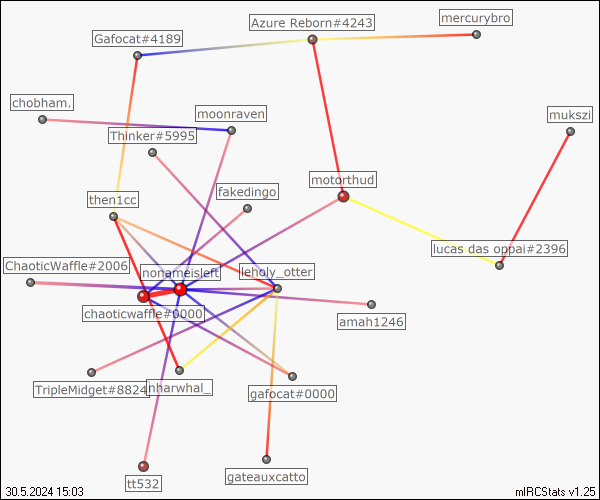 Azure Reborn#4243
mercurybro
Gafocat#4189
chobham.
moonraven
mukszi
Thinker#5995
motorthud
fakedingo
then1cc
lucas das oppai#2396
ChaoticWaffle#2006
nonameisleft
leholy_otter
chaoticwaffle#0000
amah1246
TripleMidget#8824
nharwhal_
gafocat#0000
gateauxcatto
tt532
30.5.2024 15:03
mIRCStats v1.25